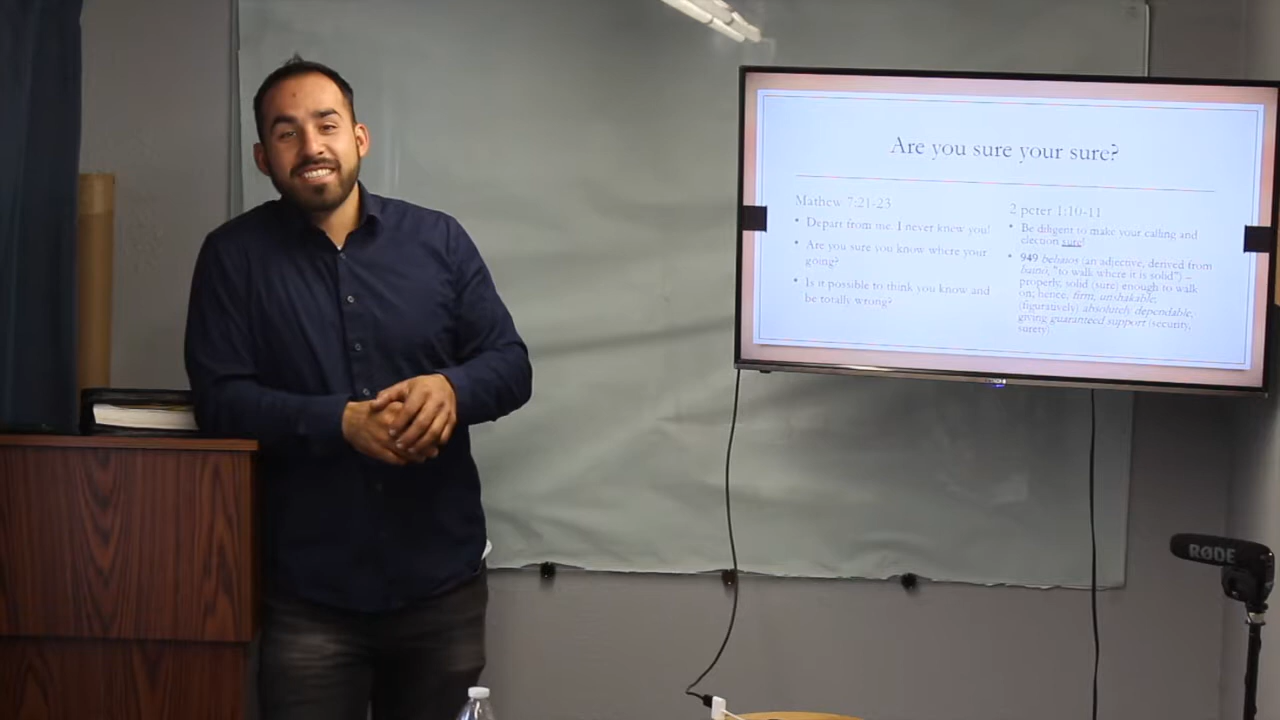 Are you sure your sure?
Mathew 7:21-23
• Depart from me. I never knew you!
• Are you sure you know where your
going?
• Is it possible to think you know and
be totally wrong?
2 peter 1:10-11
• Be diligent to make your calling and
election sure!
• 949 bebaios (an adjective, derived from
bainō, "to walk where it is solid") –
properly, solid (sure) enough to walk
on; hence, firm, unshakable;
(figuratively) absolutely dependable,
giving guaranteed support (security,
surety).
RØDE